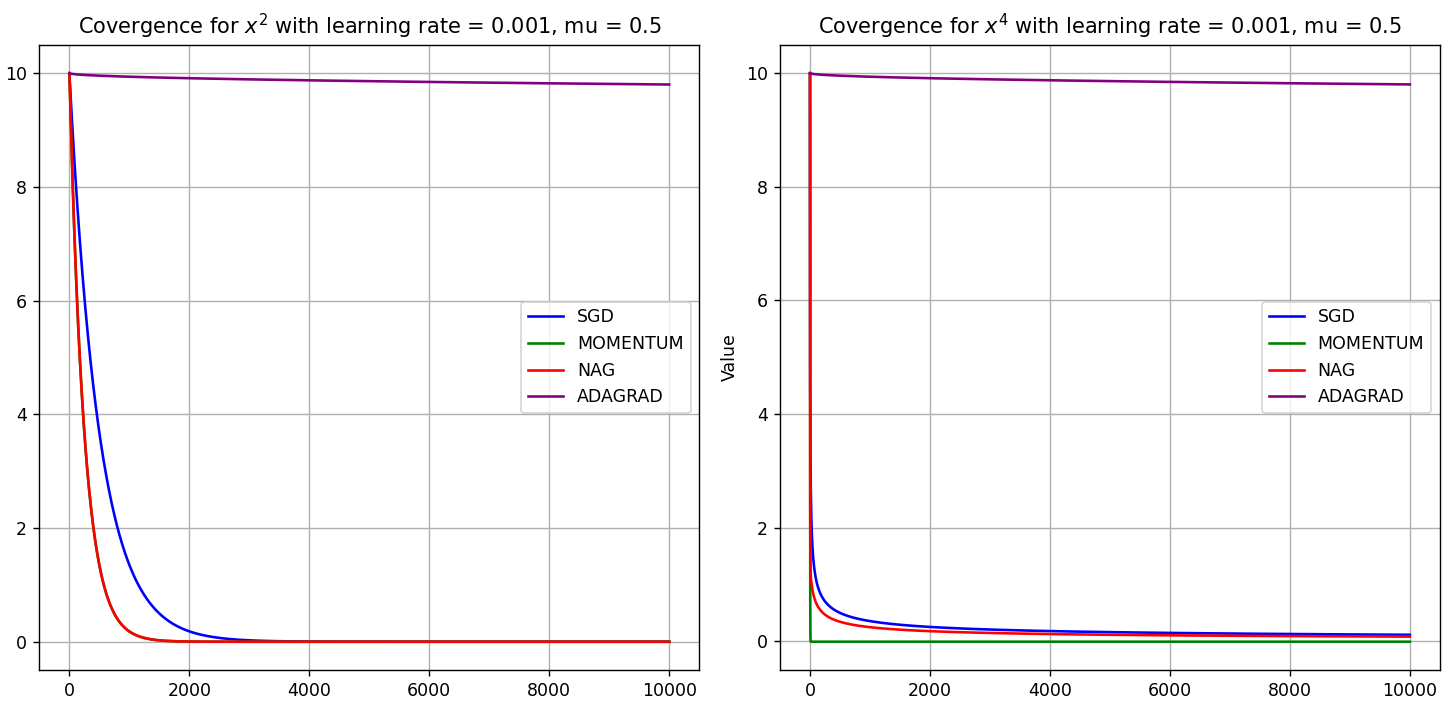 Covergence for x² with learning rate = 0.001, mu = 0.5
10
8
6
4
2
0
0 2000 4000 6000 8000 10000
SGD
MOMENTUM
NAG
ADAGRAD
Covergence for x⁴ with learning rate = 0.001, mu = 0.5
Value
10
8
6
4
2
0
0 2000 4000 6000 8000 10000
SGD
MOMENTUM
NAG
ADAGRAD